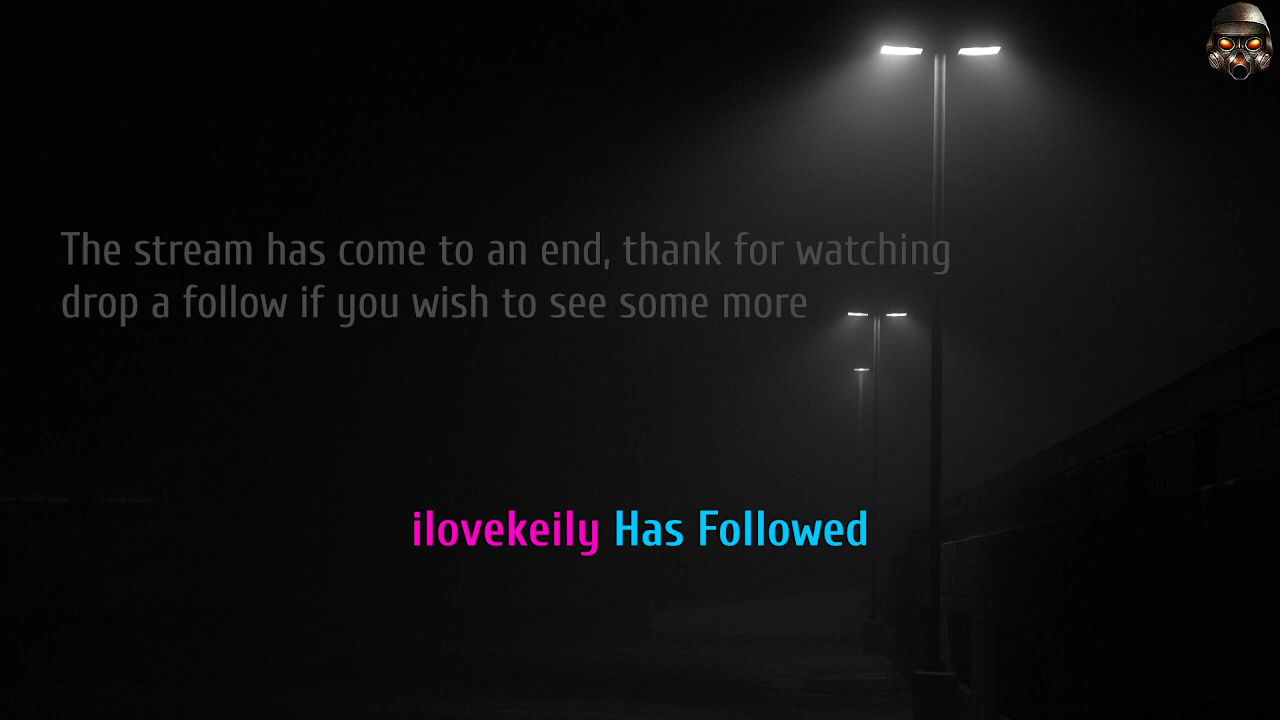 The stream has come to an end, thank for watching
drop a follow if you wish to see some more
ilovekeily Has Followed